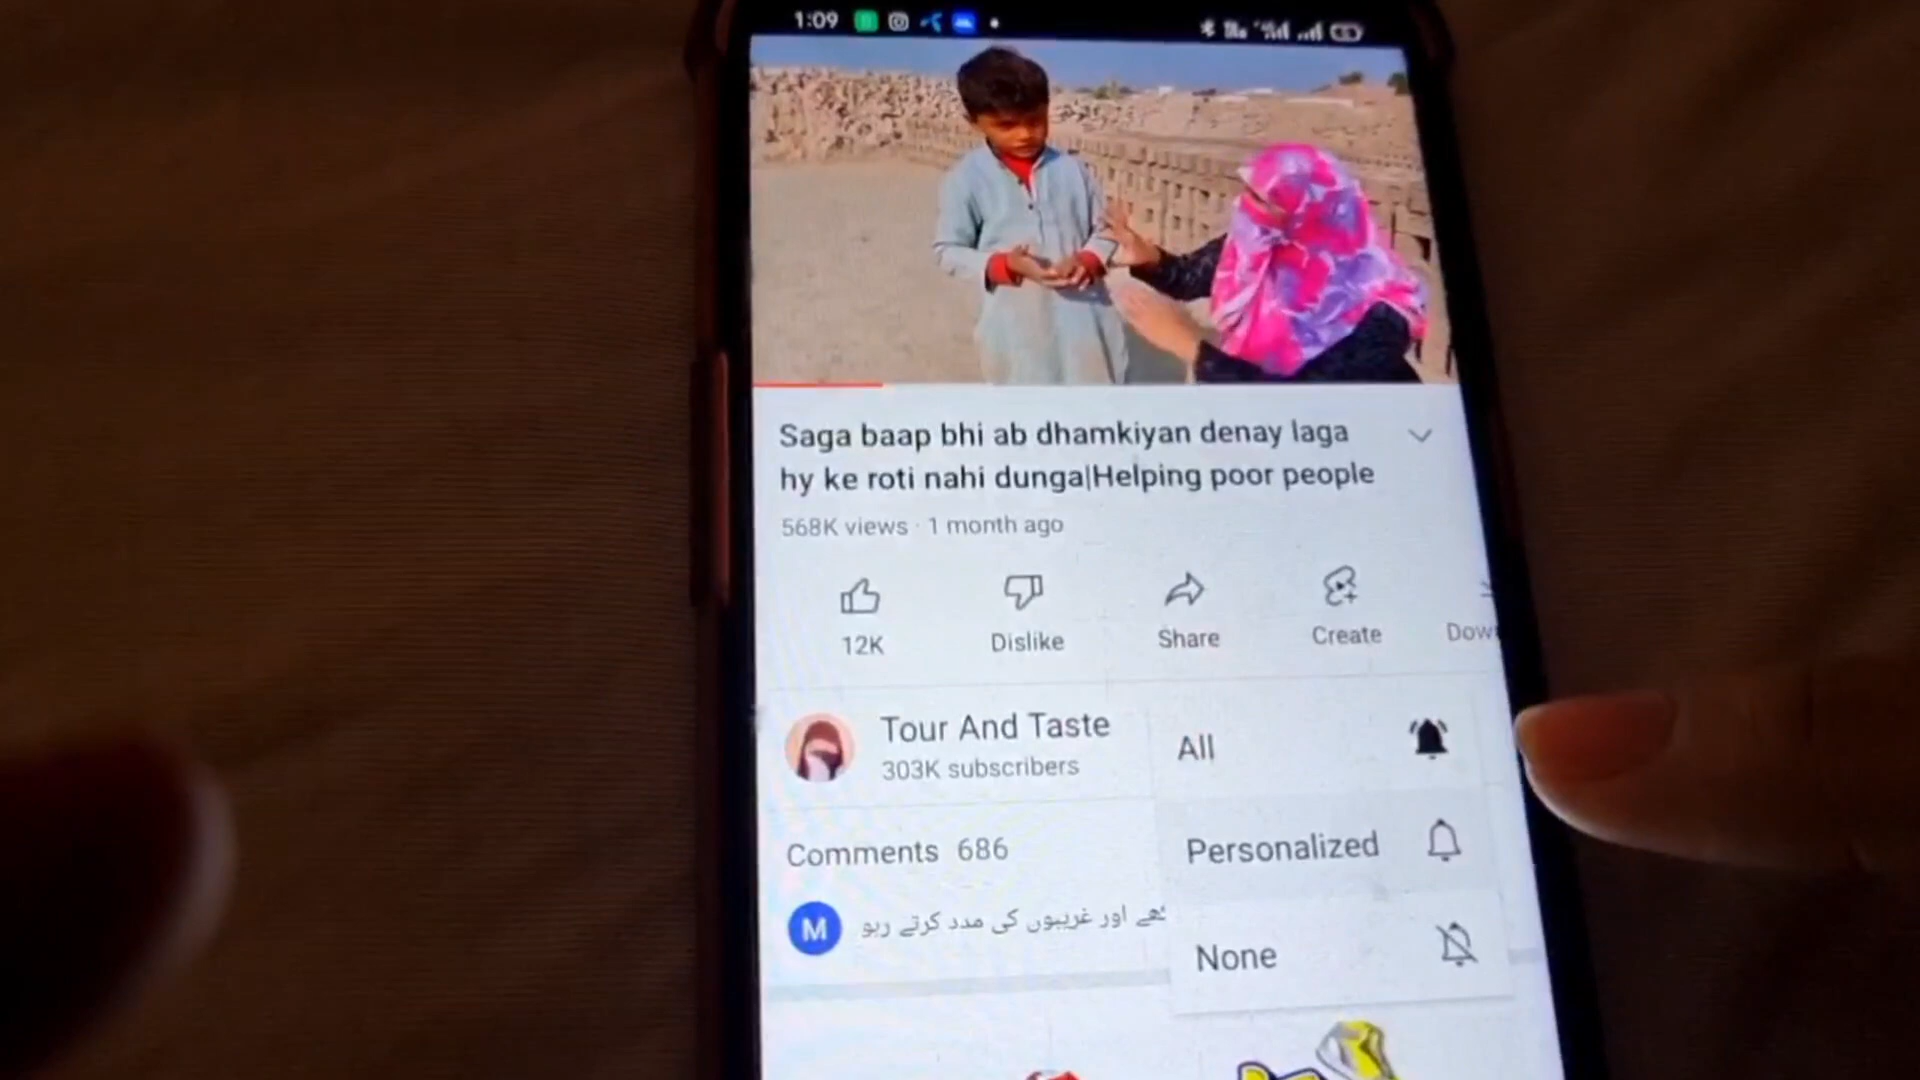 1:09
Saga baap bhi ab dhamkiyan denay laga
hy ke roti nahi dunga|Helping poor people
568K views · 1 month ago
12K
Dislike
Share
Create
Dow
Tour And Taste
303K subscribers
All
Comments 686
Personalized
M
اور غریبوں کی مدد کرتے رہو
None